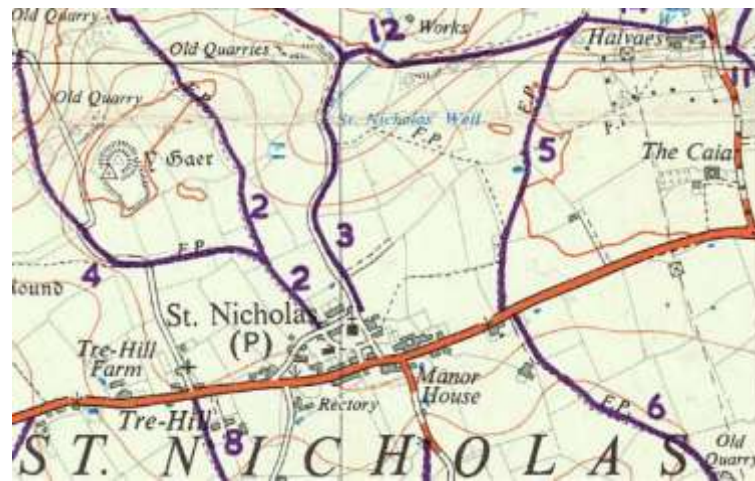 Old Quarry
12
Works
W
Old Quarries
Halvaes
11
F.P.
F.P.
Old Quarry
St. Nicholas' Well
F.P.
5
The Caia
Y Gaer
2
3
F.P.
4
2
St. Nicholas
(P)
Tre-Hill
Farm
Manor
House
F.P.
6
Tre-Hill
Rectory
8
Old
Quarry
ST. NICHOLAS